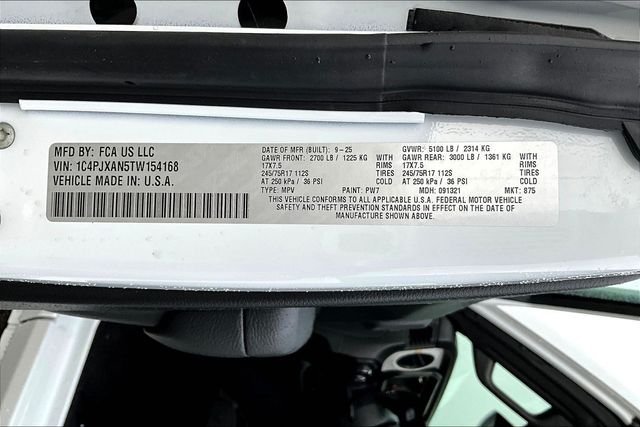 MFD BY: FCA US LLC
VIN: 1C4PJXAN5TW154168
VEHICLE MADE IN: U.S.A.
DATE OF MFR (BUILT): 9-25
GAWR FRONT: 2700 LB / 1225 KG WITH
17X7.5 RIMS
245/75R17 112S TIRES
AT 250 kPa / 36 PSI COLD
TYPE: MPV PAINT: PW7
GVWR: 5100 LB / 2314 KG
GAWR REAR: 3000 LB / 1361 KG WITH
17X7.5 RIMS
245/75R17 112S TIRES
AT 250 kPa / 36 PSI COLD
MDH: 091321 MKT: 875
THIS VEHICLE CONFORMS TO ALL APPLICABLE U.S.A. FEDERAL MOTOR VEHICLE
SAFETY AND THEFT PREVENTION STANDARDS IN EFFECT ON THE DATE OF
MANUFACTURE SHOWN ABOVE.